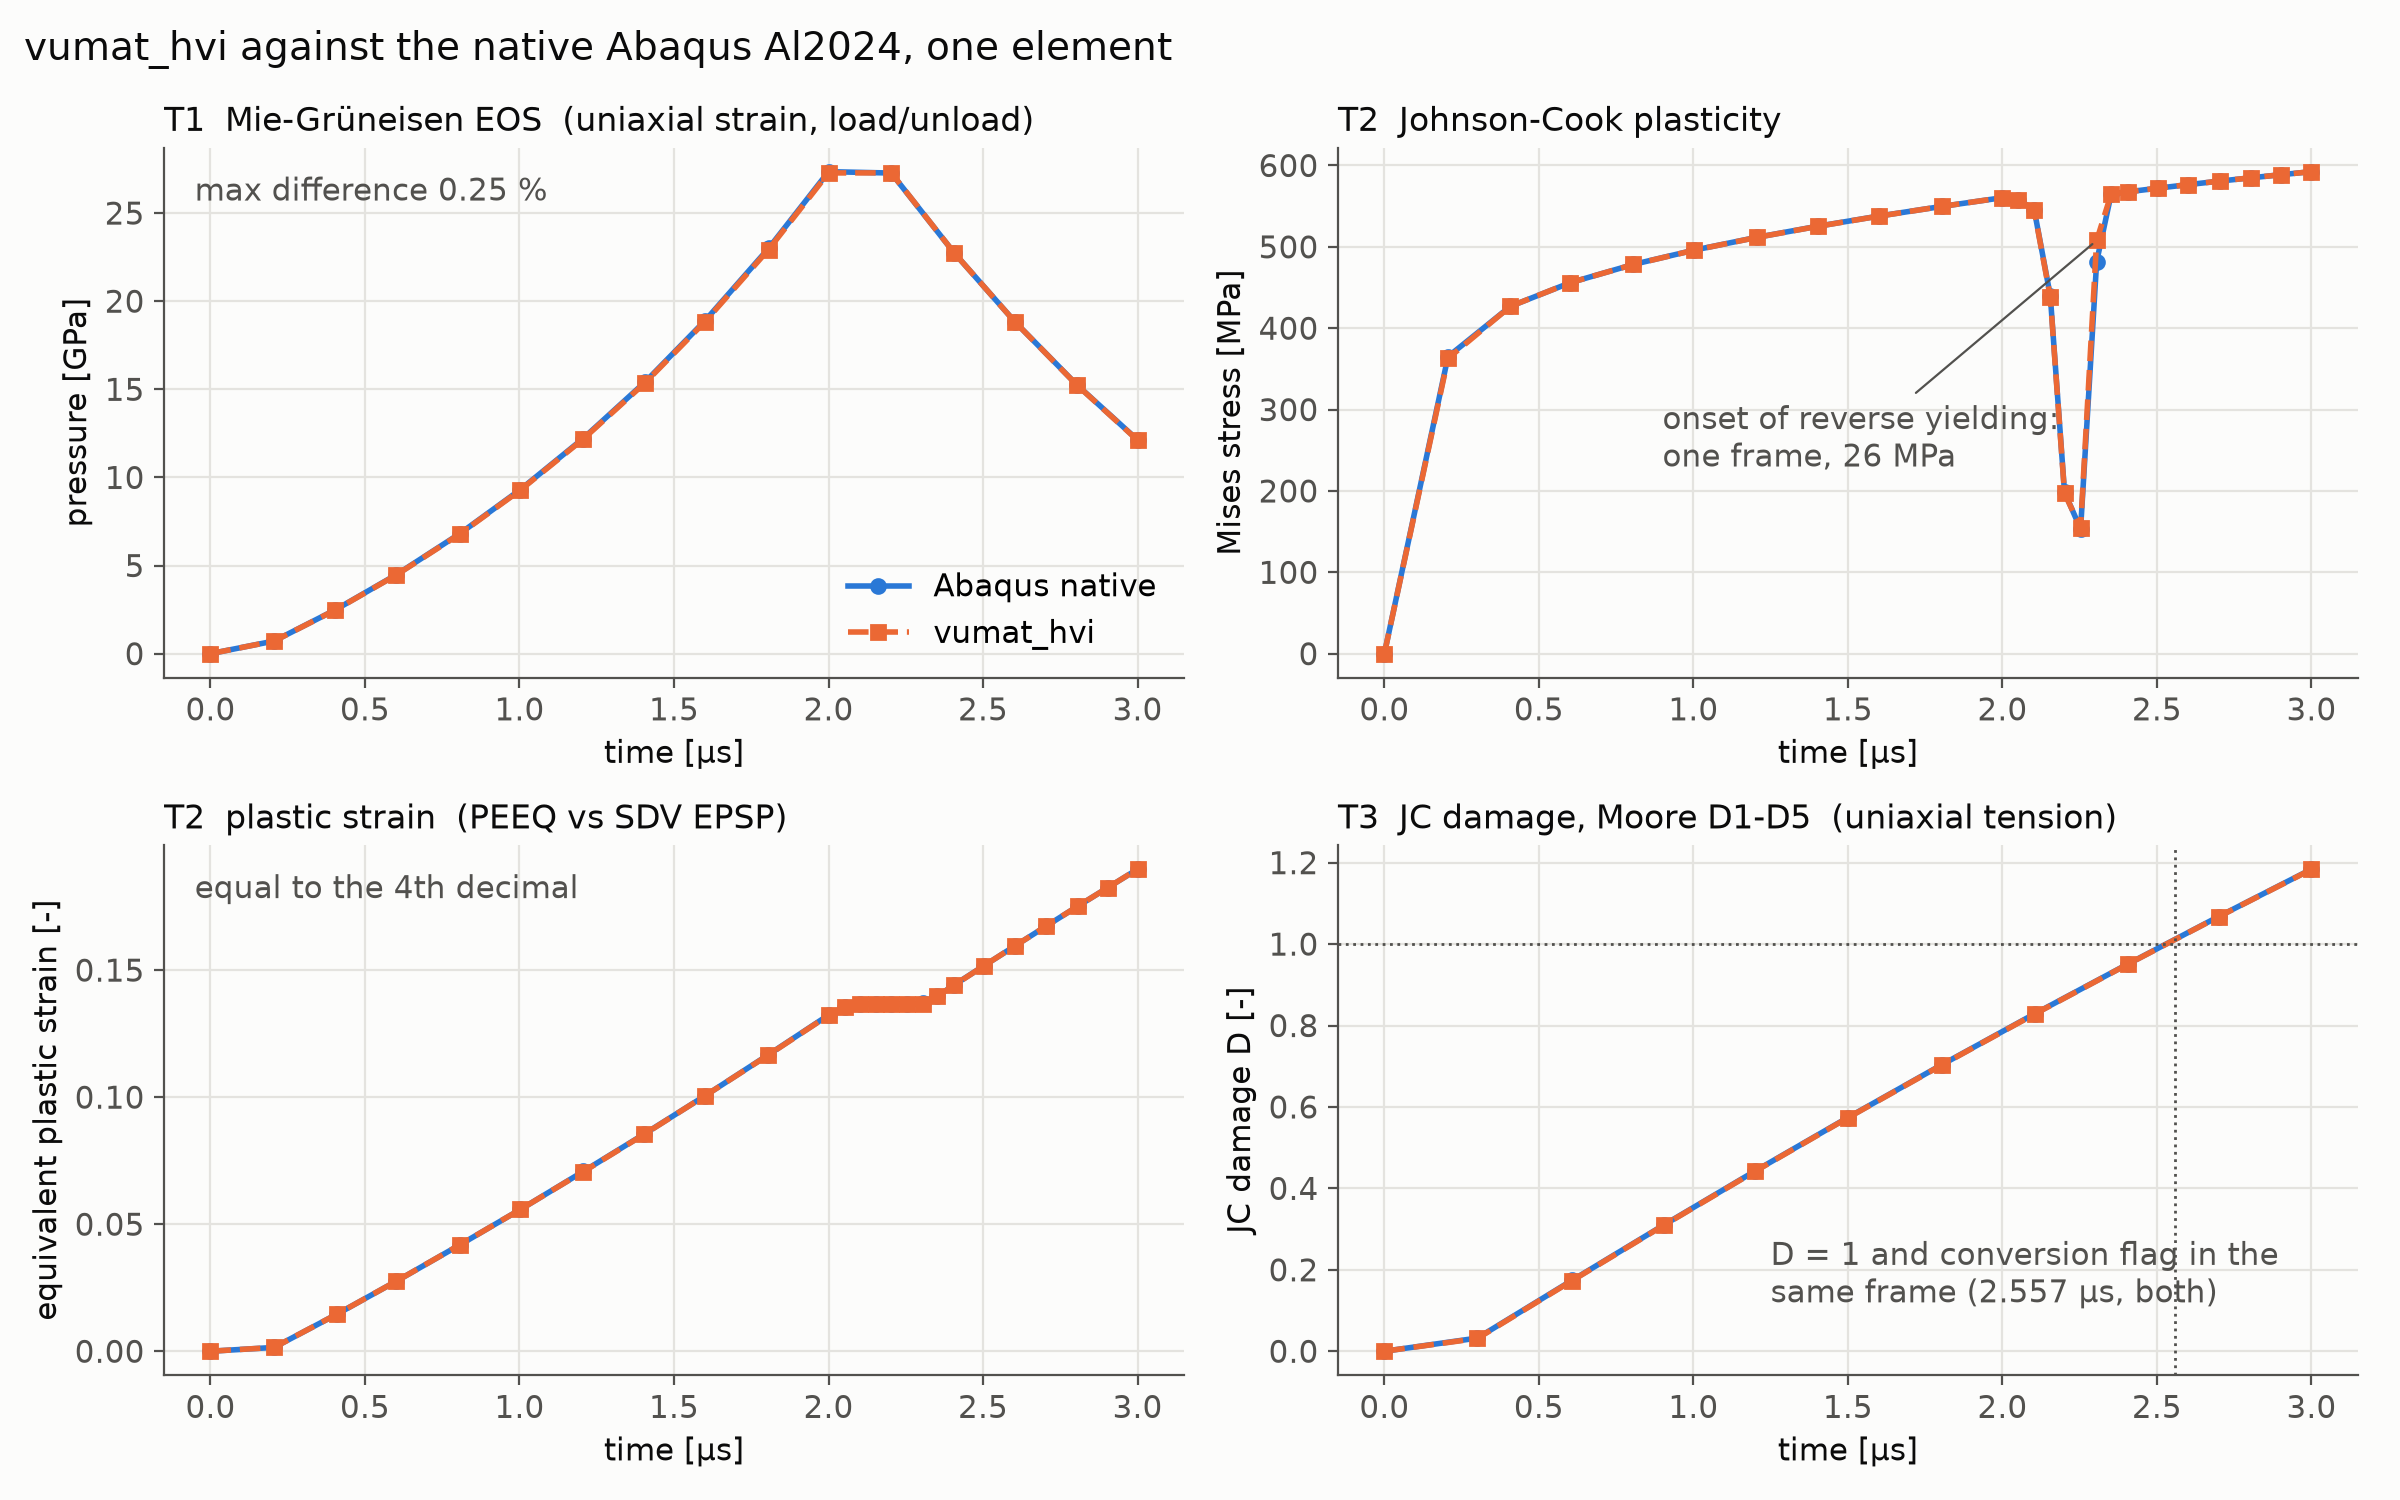 vumat_hvi against the native Abaqus Al2024, one element
T1  Mie-Grüneisen EOS  (uniaxial strain, load/unload)
max difference 0.25 %
pressure [GPa]
25
20
15
10
5
0
Abaqus native
vumat_hvi
0.0 0.5 1.0 1.5 2.0 2.5 3.0
time [µs]
T2  Johnson-Cook plasticity
Mises stress [MPa]
600
500
400
300
200
100
0
onset of reverse yielding:
one frame, 26 MPa
0.0 0.5 1.0 1.5 2.0 2.5 3.0
time [µs]
T2  plastic strain  (PEEQ vs SDV EPSP)
equal to the 4th decimal
equivalent plastic strain [-]
0.15
0.10
0.05
0.00
0.0 0.5 1.0 1.5 2.0 2.5 3.0
time [µs]
T3  JC damage, Moore D1-D5  (uniaxial tension)
JC damage D [-]
1.2
1.0
0.8
0.6
0.4
0.2
0.0
D = 1 and conversion flag in the
same frame (2.557 µs, both)
0.0 0.5 1.0 1.5 2.0 2.5 3.0
time [µs]